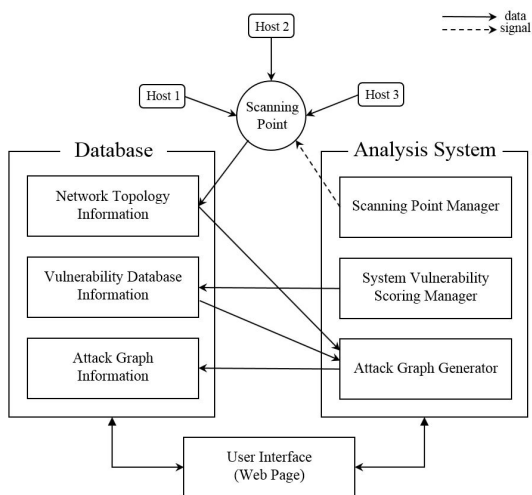 Host 2
data
signal
Host 1
Scanning
Point
Host 3
Database
Analysis System
Network Topology
Information
Scanning Point Manager
Vulnerability Database
Information
System Vulnerability
Scoring Manager
Attack Graph
Information
Attack Graph Generator
User Interface
(Web Page)